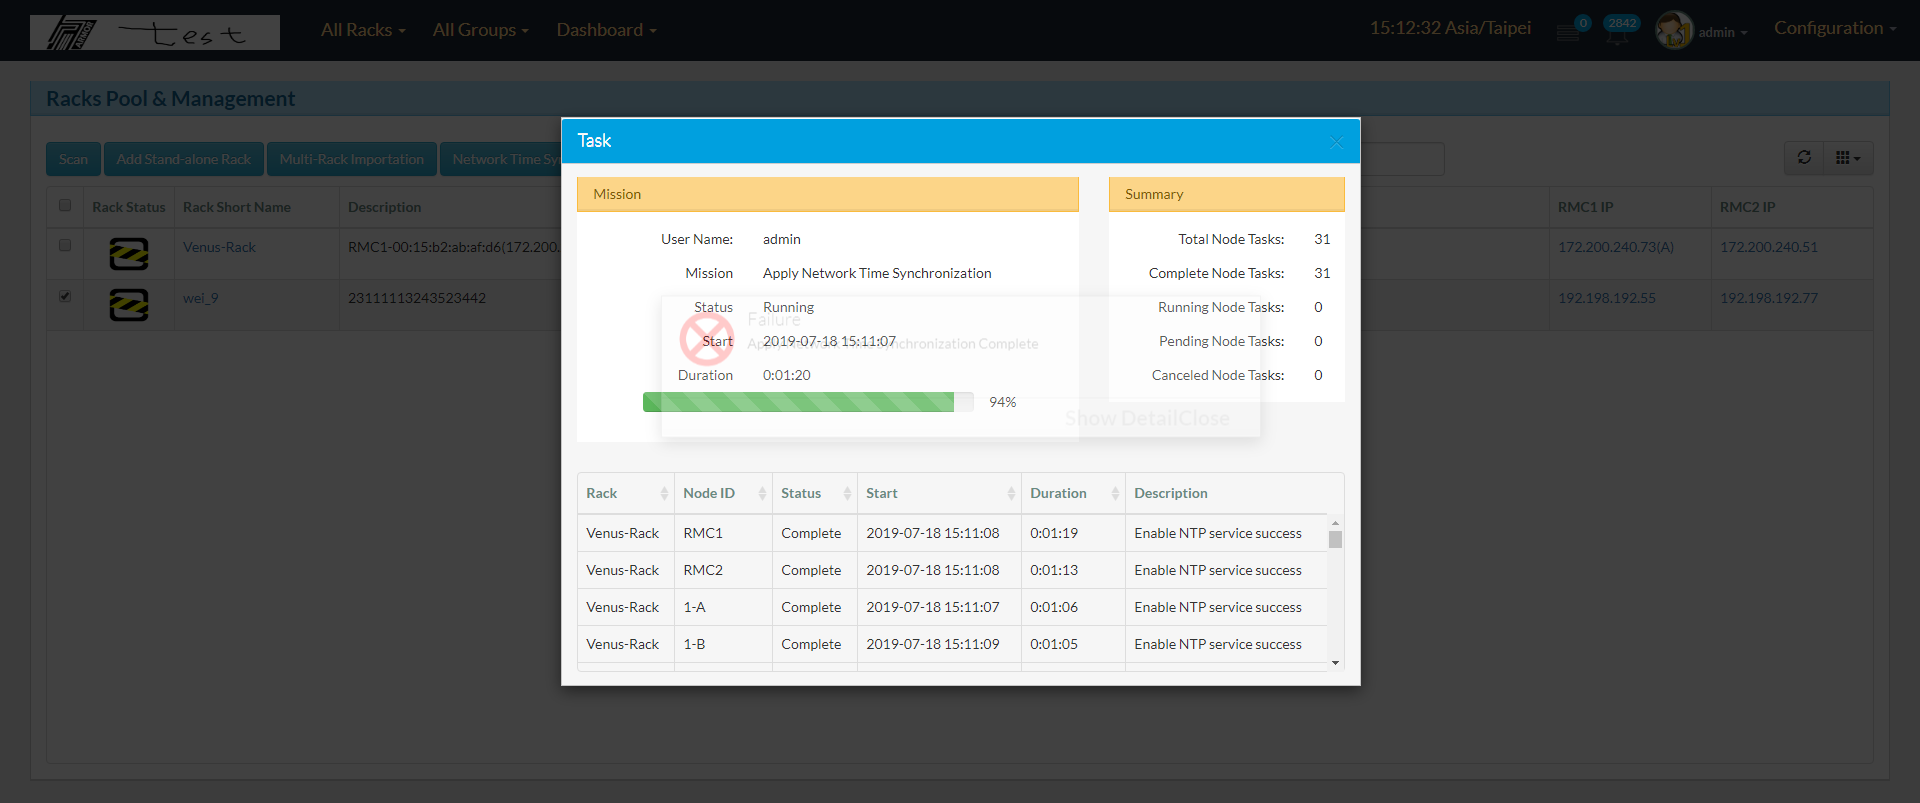 ARBOR test All Racks All Groups Dashboard 15:12:32 Asia/Taipei 0 2842 admin Configuration
Racks Pool & Management
Scan Add Stand-alone Rack Multi-Rack Importation Network Time Sy
Rack Status Rack Short Name Description RMC1 IP RMC2 IP
Venus-Rack RMC1-00:15:b2:ab:af:d6(172.200. 172.200.240.73(A) 172.200.240.51
wei_9 23111113243523442 192.198.192.55 192.198.192.77
Task
Mission
User Name: admin
Mission Apply Network Time Synchronization
Status Running
Start 2019-07-18 15:11:07
Duration 0:01:20
94%
Summary
Total Node Tasks: 31
Complete Node Tasks: 31
Running Node Tasks: 0
Pending Node Tasks: 0
Canceled Node Tasks: 0
Failure
Apply Network Time Synchronization Complete
Show Detail Close
Rack Node ID Status Start Duration Description
Venus-Rack RMC1 Complete 2019-07-18 15:11:08 0:01:19 Enable NTP service success
Venus-Rack RMC2 Complete 2019-07-18 15:11:08 0:01:13 Enable NTP service success
Venus-Rack 1-A Complete 2019-07-18 15:11:07 0:01:06 Enable NTP service success
Venus-Rack 1-B Complete 2019-07-18 15:11:09 0:01:05 Enable NTP service success